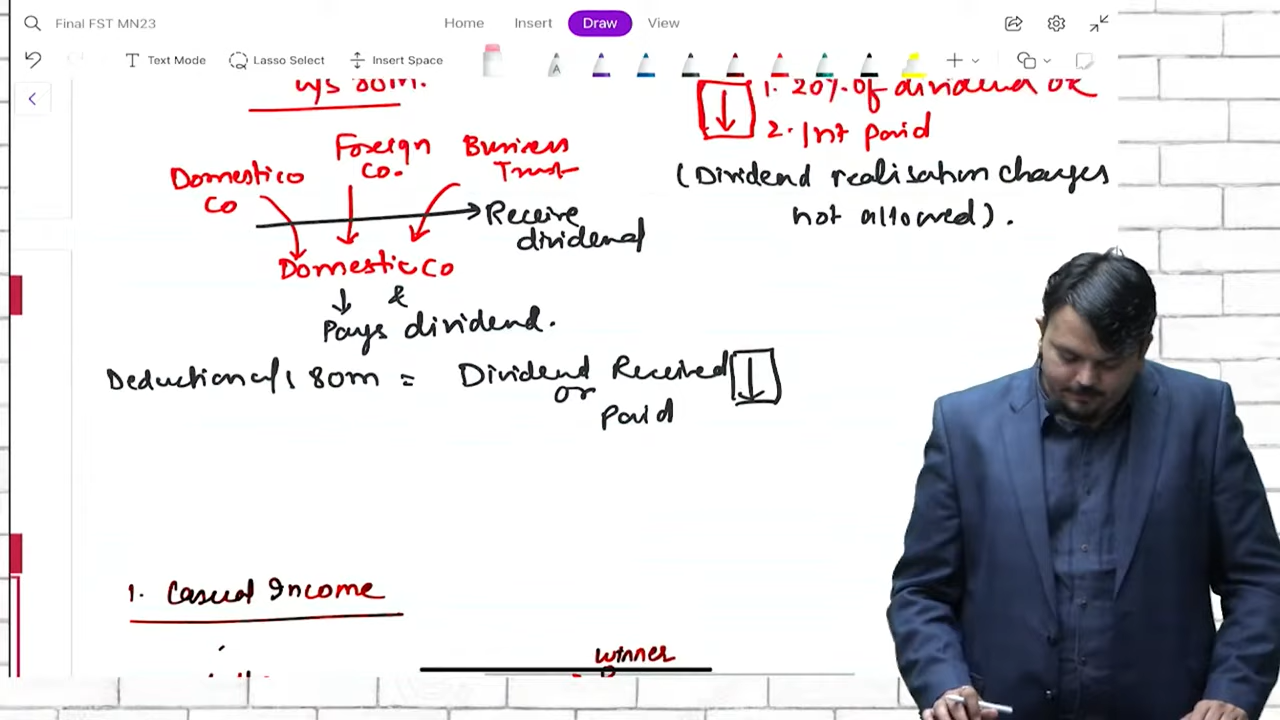 Final FST MN23
Home Insert Draw View
Text Mode Lasso Select Insert Space
u/s 80M.
1. 20% of dividend or
2. Int paid
(Dividend realisation charges
not allowed).
Domestic
Co
Foreign
Co.
Business
Trust
Receive
dividend
Domestic Co
&
Pays dividend.
Deduction u/s 80m = Dividend Received
or
Paid
1. Casual Income
winner